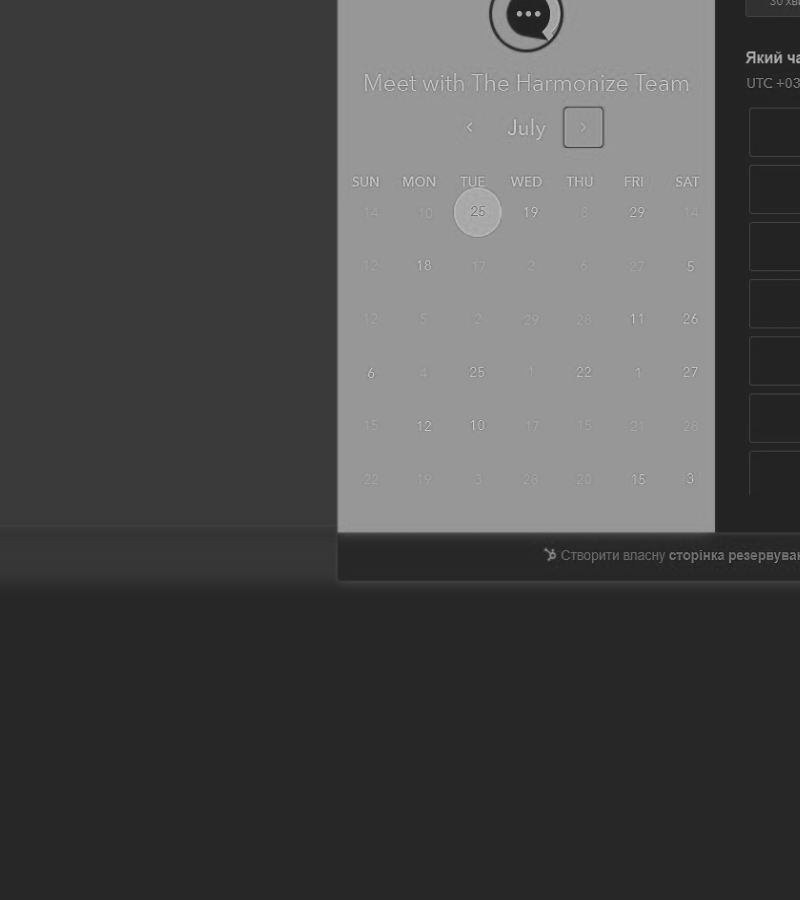 30 хв
Meet with The Harmonize Team
July
Який ча
UTC +03
SUN MON TUE WED THU FRI SAT
14 10 25 19 8 29 14
12 18 17 2 6 27 5
12 5 2 29 28 11 26
6 4 25 1 22 1 27
15 12 10 17 15 21 28
22 19 3 28 20 15 3
Створити власну сторінка резервува